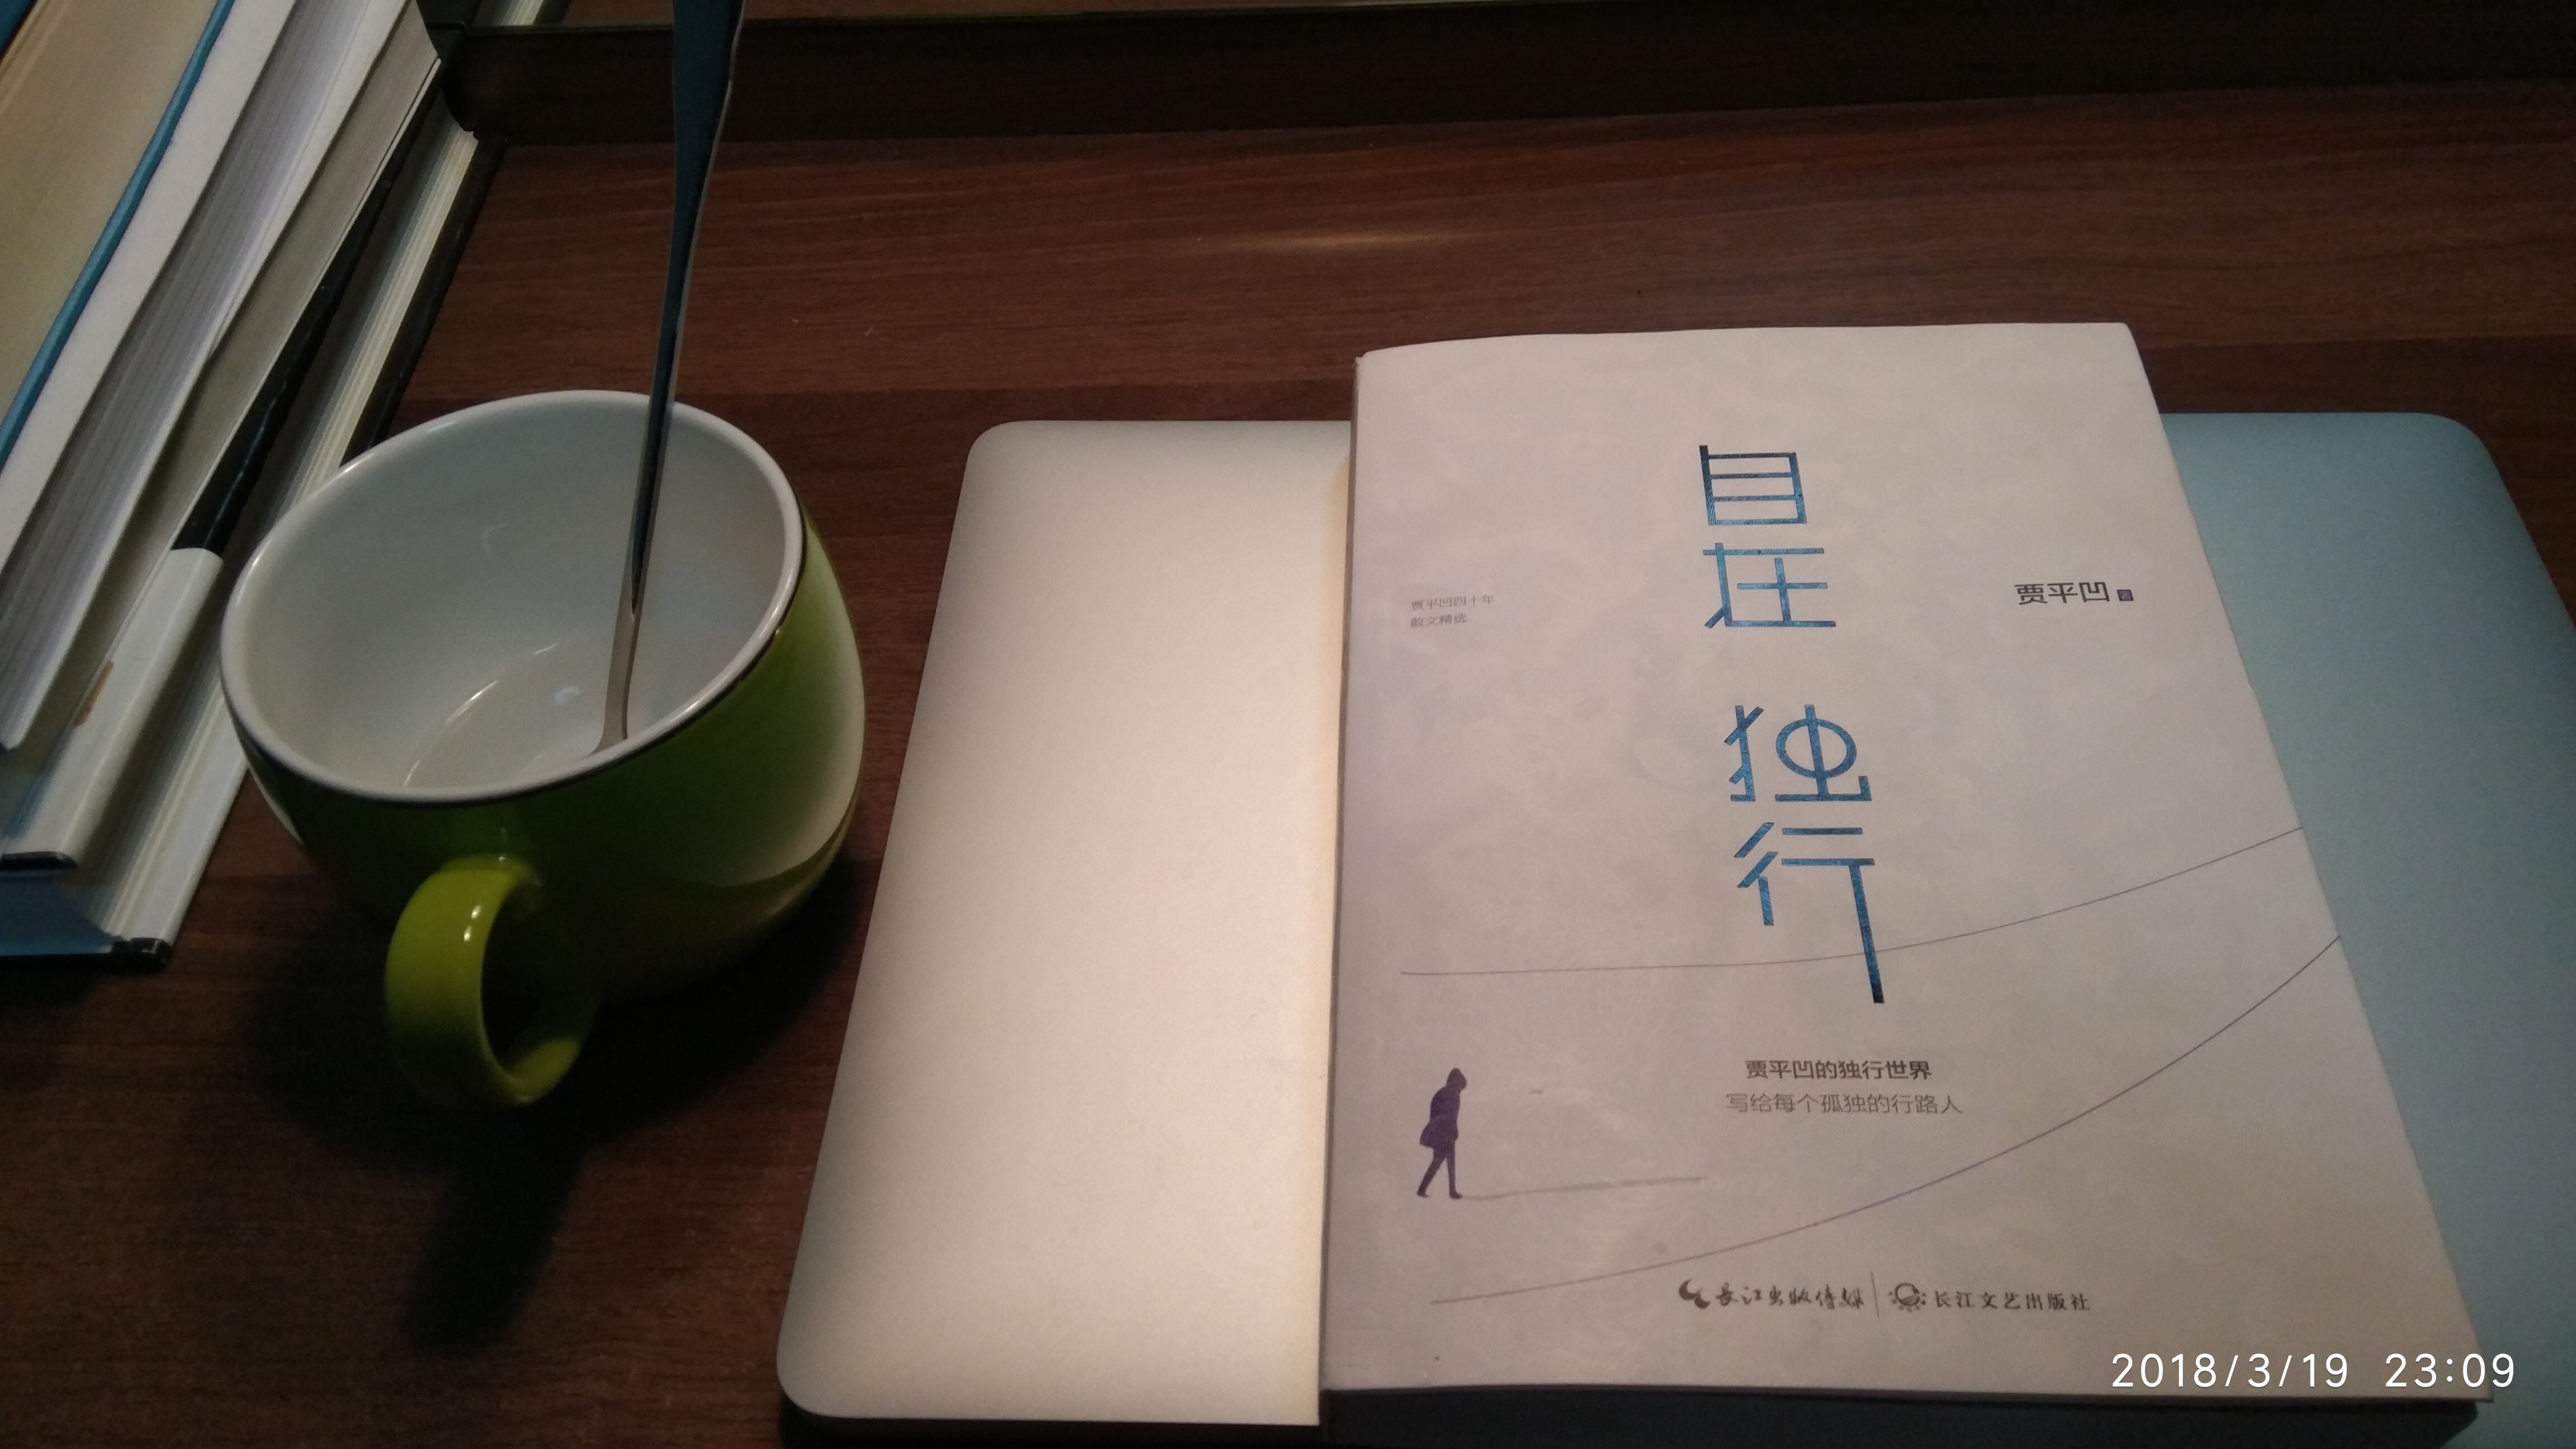 自在
独行
贾平凹 著
贾平凹四十年
散文精选
贾平凹的独行世界
写给每个孤独的行路人
長江出版传媒
长江文艺出版社
2018/3/19 23:09